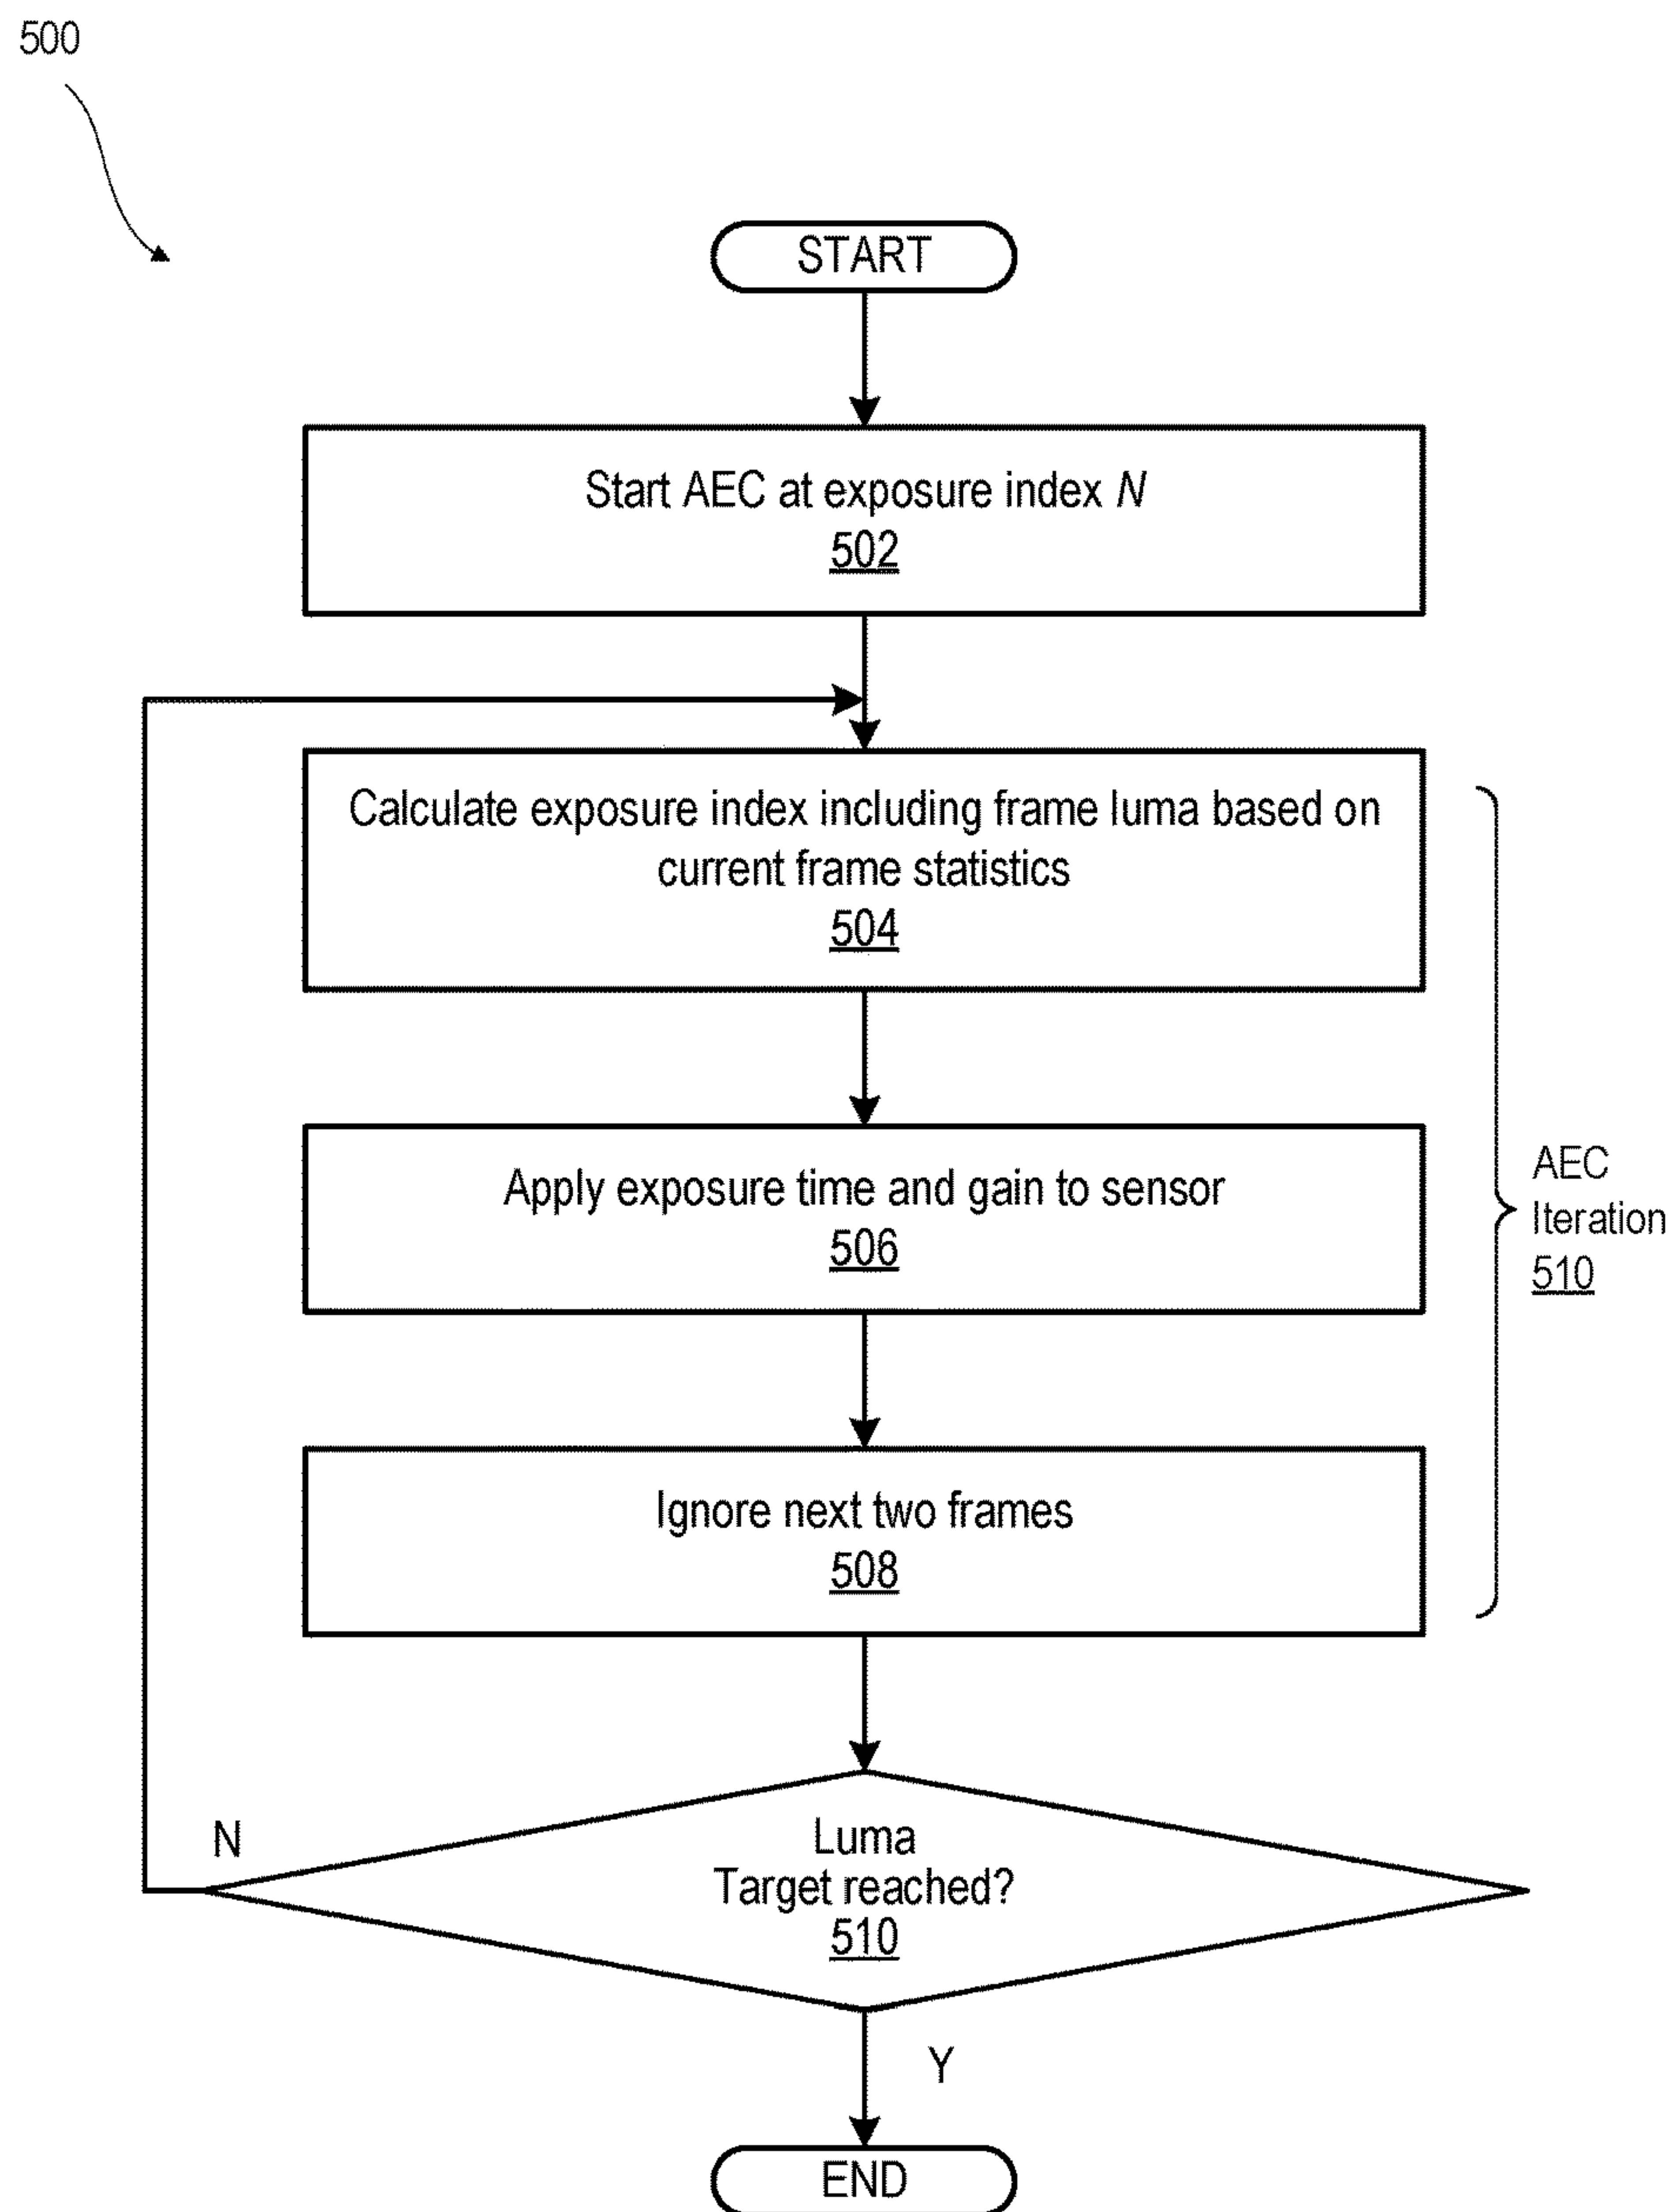 500
START
Start AEC at exposure index N
502
Calculate exposure index including frame luma based on
current frame statistics
504
Apply exposure time and gain to sensor
506
AEC
Iteration
510
Ignore next two frames
508
N
Luma
Target reached?
510
Y
END